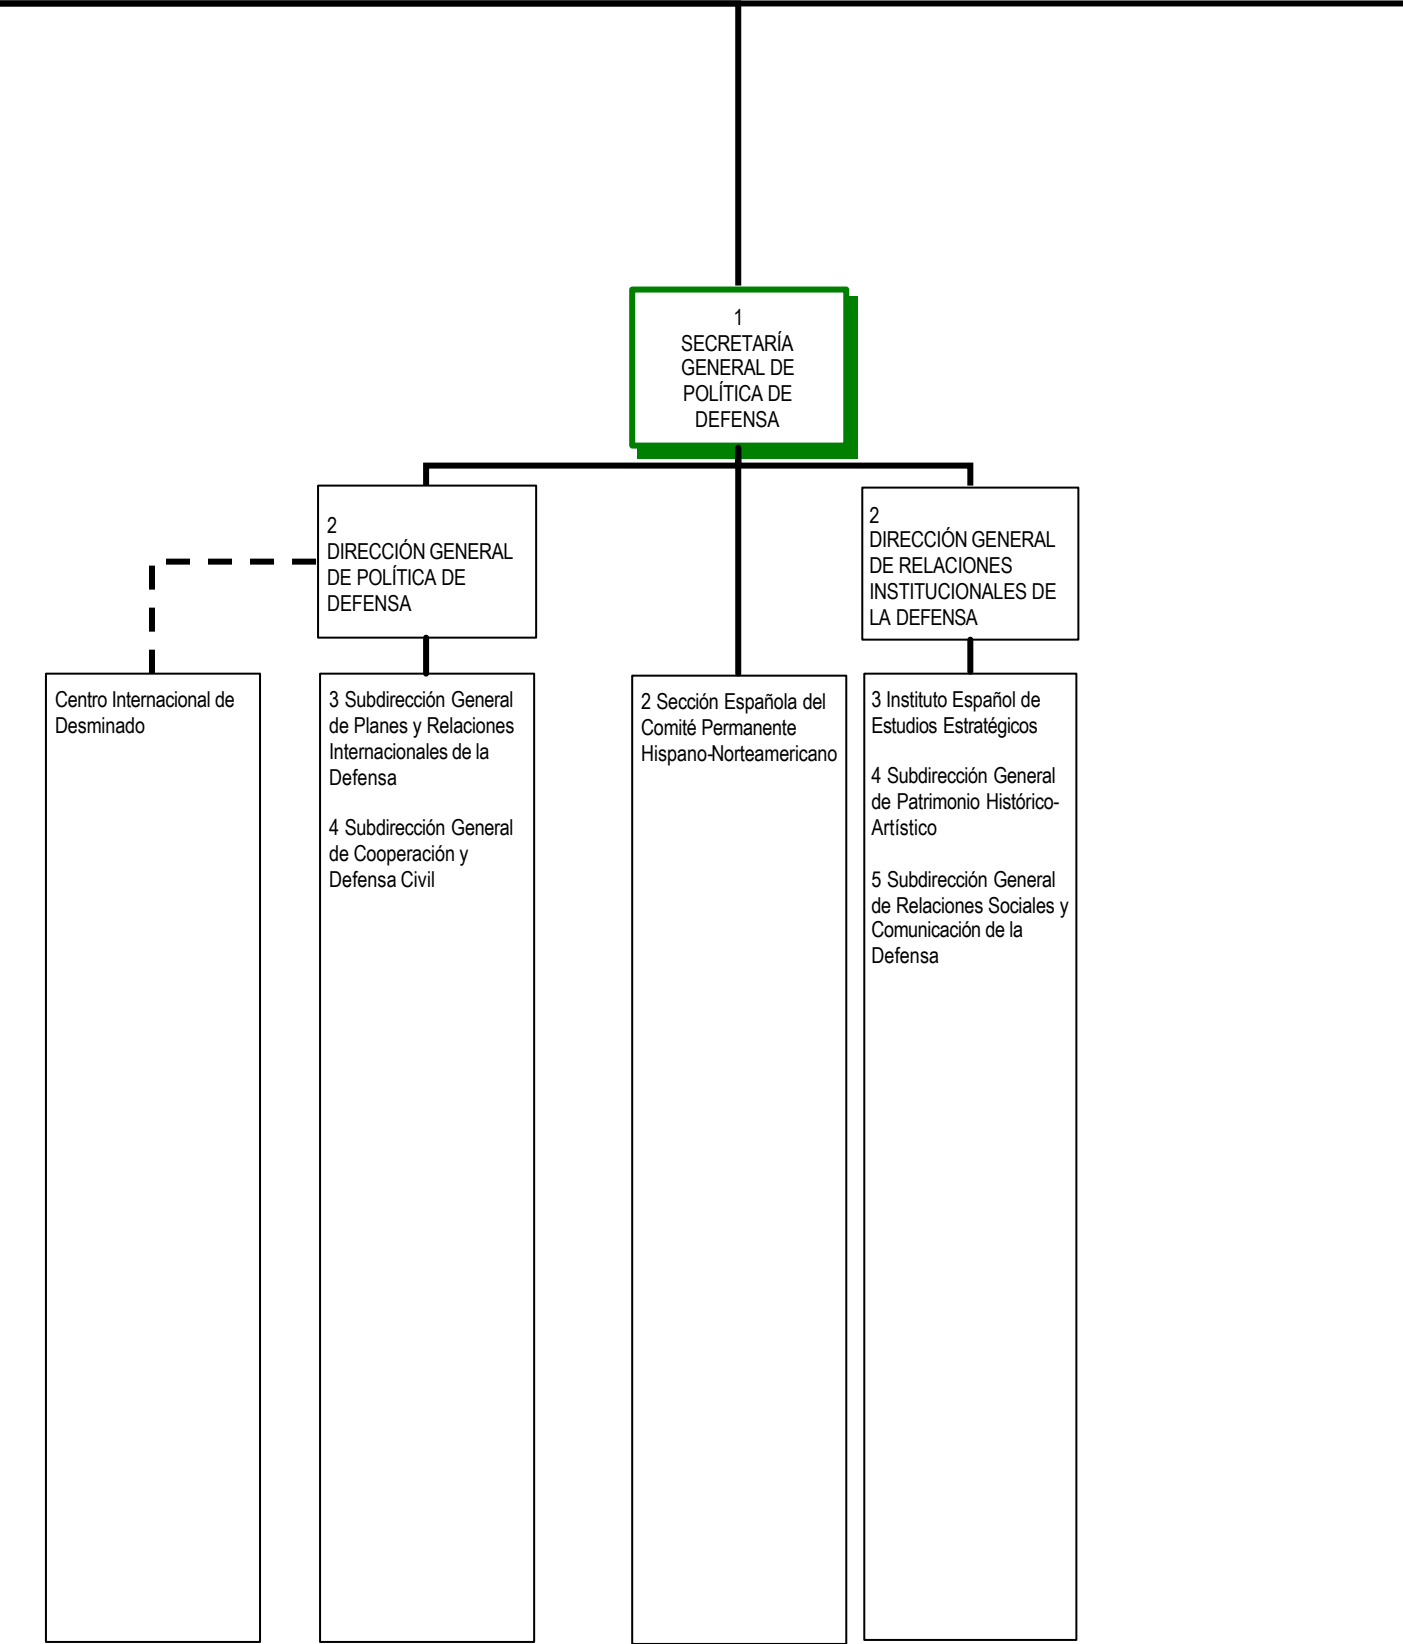 1
SECRETARÍA
GENERAL DE
POLÍTICA DE
DEFENSA
2
DIRECCIÓN GENERAL
DE POLÍTICA DE
DEFENSA
2
DIRECCIÓN GENERAL
DE RELACIONES
INSTITUCIONALES DE
LA DEFENSA
Centro Internacional de
Desminado
3 Subdirección General
de Planes y Relaciones
Internacionales de la
Defensa
4 Subdirección General
de Cooperación y
Defensa Civil
2 Sección Española del
Comité Permanente
Hispano-Norteamericano
3 Instituto Español de
Estudios Estratégicos
4 Subdirección General
de Patrimonio Histórico-
Artístico
5 Subdirección General
de Relaciones Sociales y
Comunicación de la
Defensa